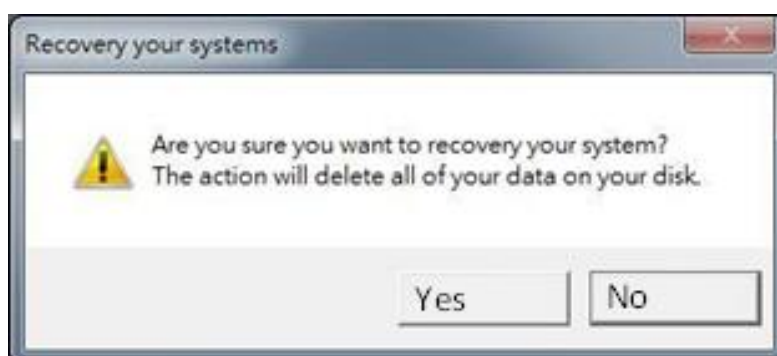 Recovery your systems
Are you sure you want to recovery your system?
The action will delete all of your data on your disk.
Yes
No